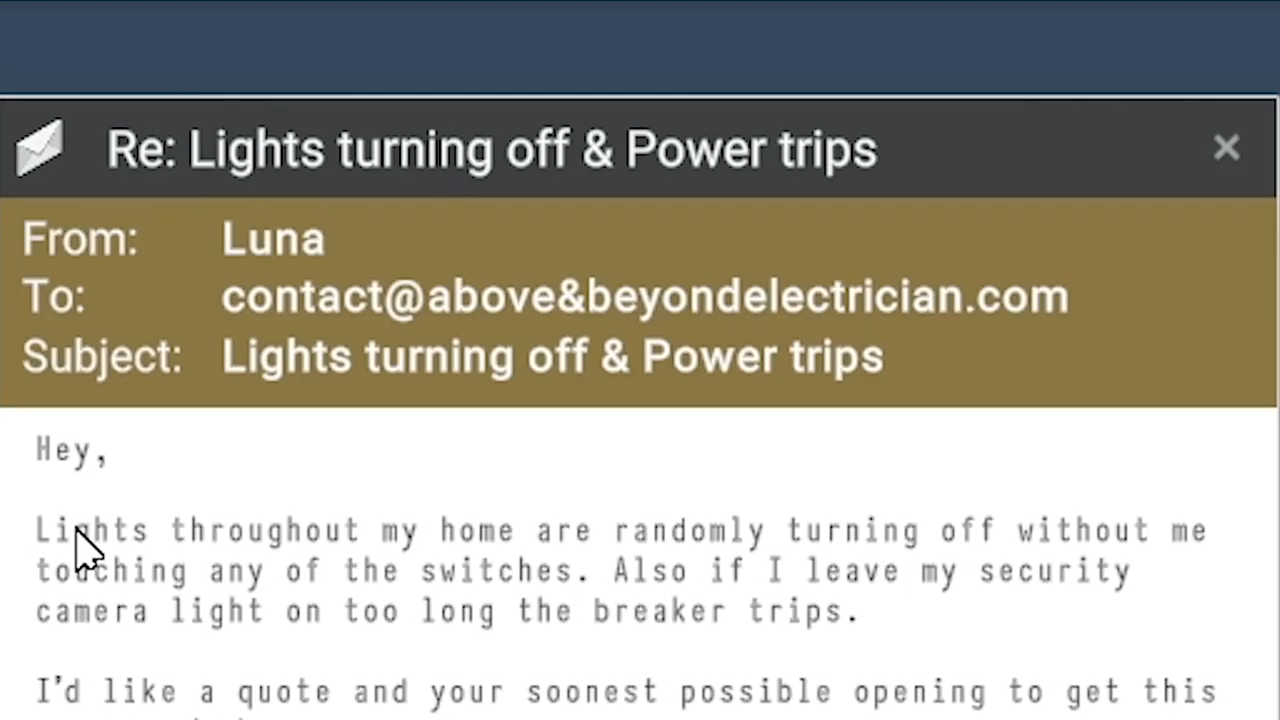 Re: Lights turning off & Power trips
From: Luna
To: contact@above&beyondelectrician.com
Subject: Lights turning off & Power trips
Hey,
Lights throughout my home are randomly turning off without me
touching any of the switches. Also if I leave my security
camera light on too long the breaker trips.
I'd like a quote and your soonest possible opening to get this